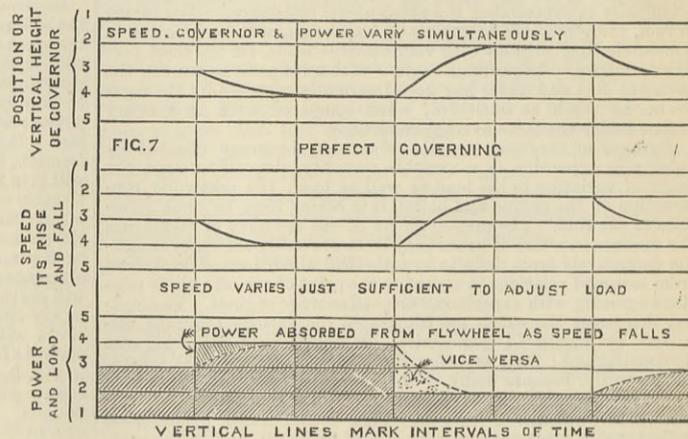 POSITION OR
VERTICAL HEIGHT
OE GOVERNOR
1
2
3
4
5
SPEED. GOVERNOR & POWER VARY SIMULTANEOUSLY
FIG.7
PERFECT GOVERNING
SPEED
ITS RISE
AND FALL
1
2
3
4
5
SPEED VARIES JUST SUFFICIENT TO ADJUST LOAD
POWER
AND LOAD
5
4
3
2
1
POWER ABSORBED FROM FLYWHEEL AS SPEED FALLS
VICE VERSA
VERTICAL LINES MARK INTERVALS OF TIME